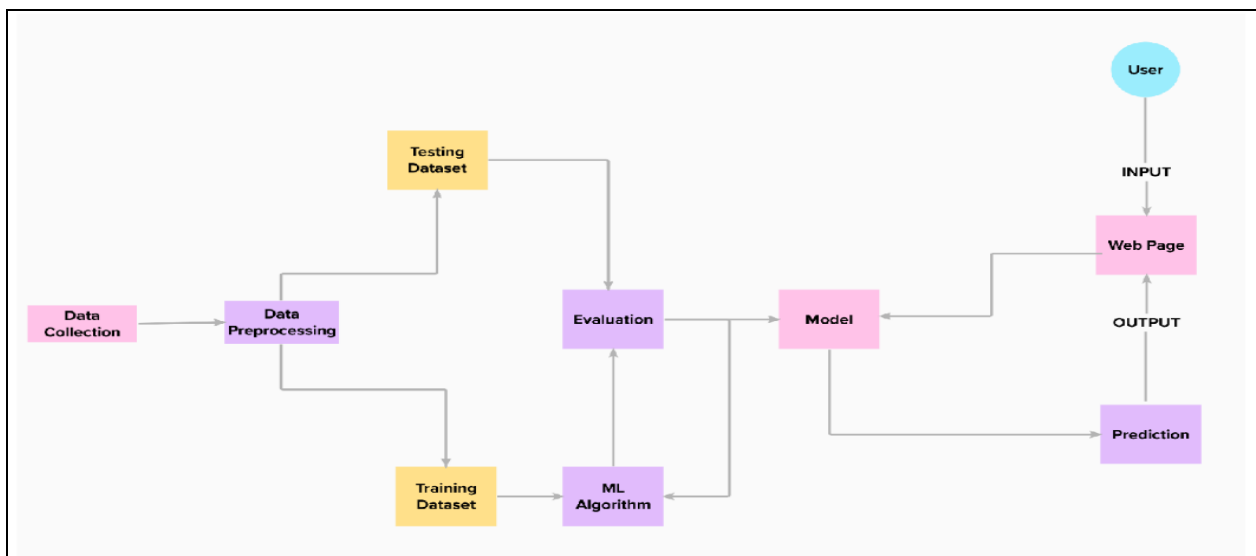 User
INPUT
Web Page
OUTPUT
Prediction
Testing
Dataset
Data
Collection
Data
Preprocessing
Evaluation
Model
Training
Dataset
ML
Algorithm